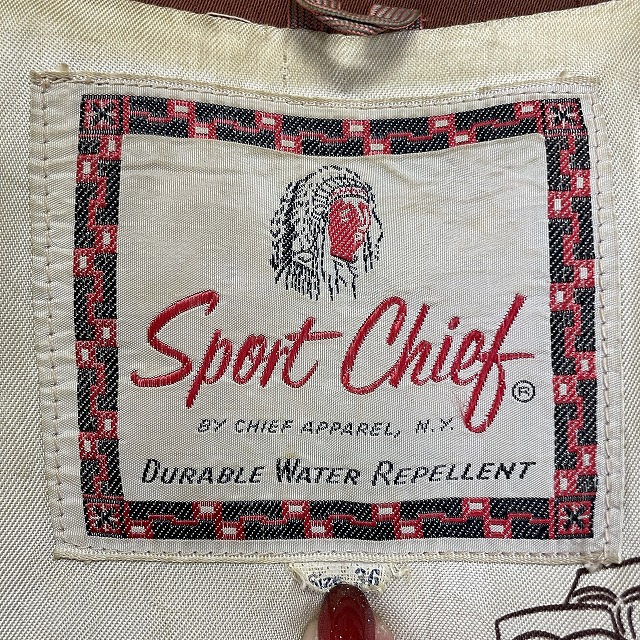 Sport Chief ®
BY CHIEF APPAREL, N.Y.
DURABLE WATER REPELLENT
Size 36